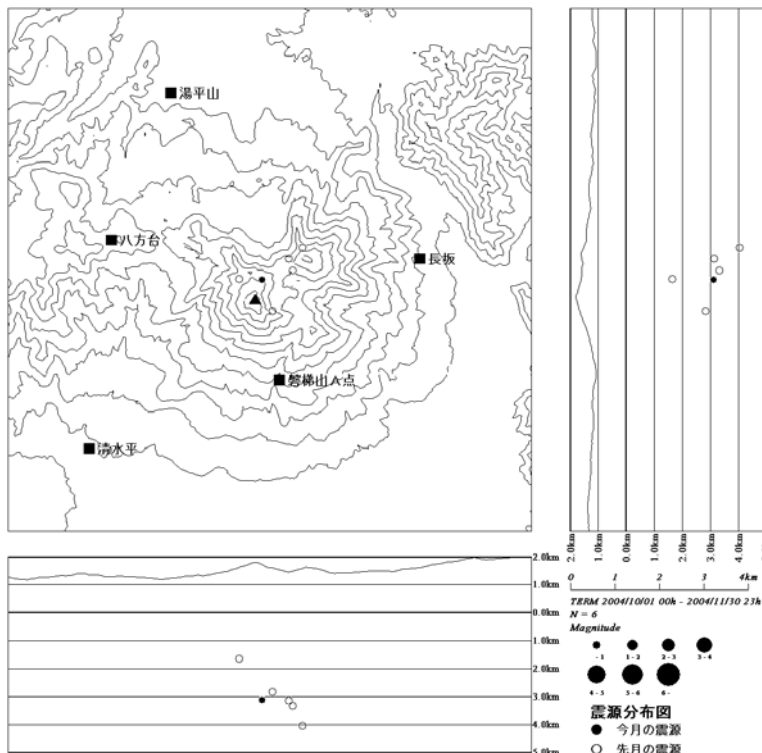 湯平山
八方台
長坂
磐梯山A点
清水平
2.0km
1.0km
0.0km
1.0km
2.0km
3.0km
4.0km
5.0km
2.0km
1.0km
0.0km
1.0km
2.0km
3.0km
4.0km
0 1 2 3 4km
TERM 2004/10/01 00h - 2004/11/30 23h
N = 6
Magnitude
- 1 1 - 2 2 - 3 3 - 4
4 - 5 5 - 6 6 -
震源分布図
● 今月の震源
○ 先月の震源